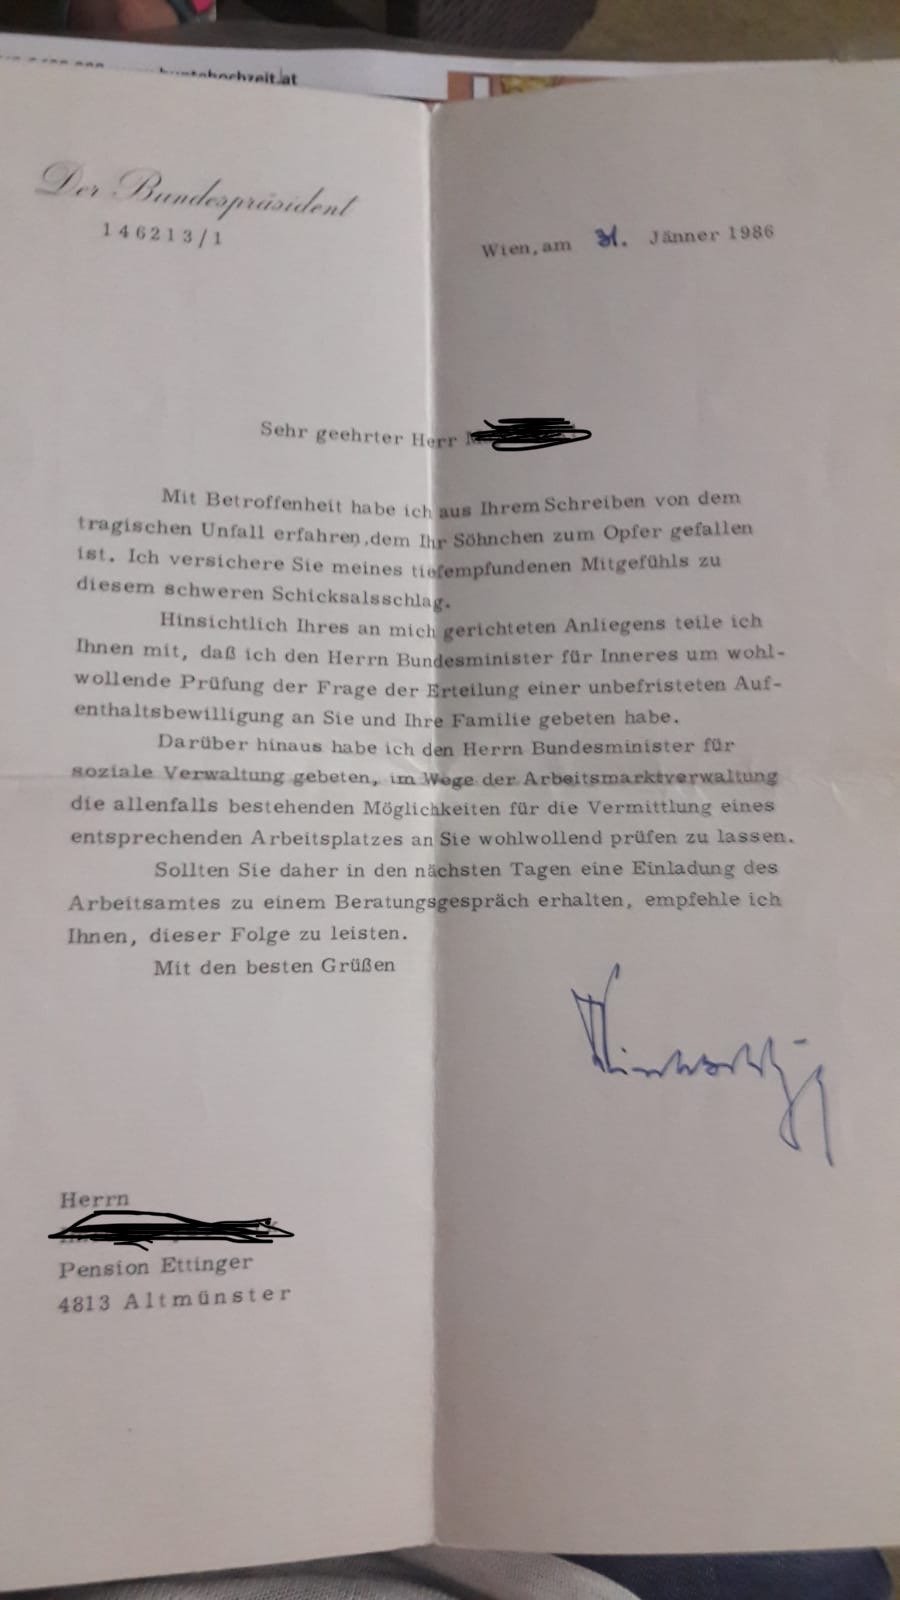 buntehochzeit.at
Der Bundespräsident
146213/1
Wien, am 31. Jänner 1986
Sehr geehrter Herr
Mit Betroffenheit habe ich aus Ihrem Schreiben von dem
tragischen Unfall erfahren, dem Ihr Söhnchen zum Opfer gefallen
ist. Ich versichere Sie meines tiefempfundenen Mitgefühls zu
diesem schweren Schicksalsschlag.
Hinsichtlich Ihres an mich gerichteten Anliegens teile ich
Ihnen mit, daß ich den Herrn Bundesminister für Inneres um wohl-
wollende Prüfung der Frage der Erteilung einer unbefristeten Auf-
enthaltsbewilligung an Sie und Ihre Familie gebeten habe.
Darüber hinaus habe ich den Herrn Bundesminister für
soziale Verwaltung gebeten, im Wege der Arbeitsmarktverwaltung
die allenfalls bestehenden Möglichkeiten für die Vermittlung eines
entsprechenden Arbeitsplatzes an Sie wohlwollend prüfen zu lassen.
Sollten Sie daher in den nächsten Tagen eine Einladung des
Arbeitsamtes zu einem Beratungsgespräch erhalten, empfehle ich
Ihnen, dieser Folge zu leisten.
Mit den besten Grüßen
Herrn
Pension Ettinger
4813 Altmünster